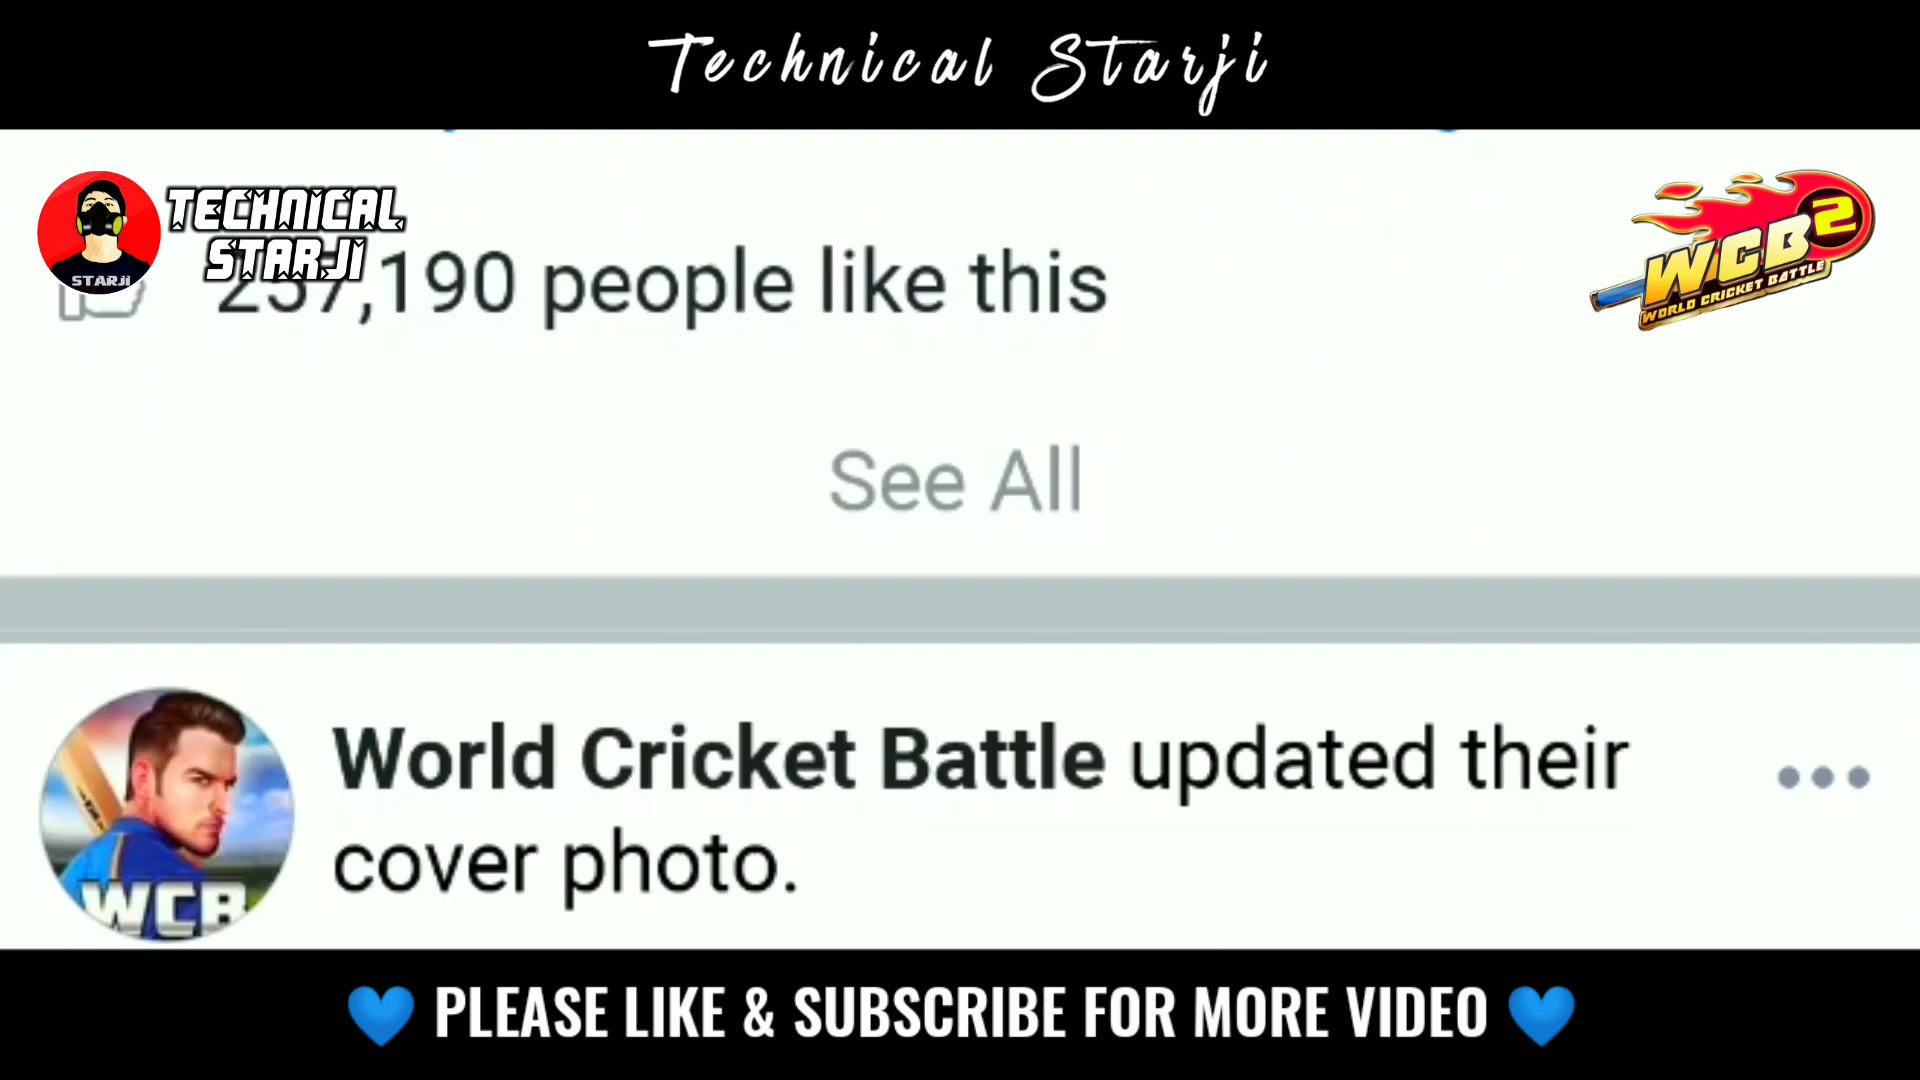 Technical Starji
TECHNICAL
STARJI
STARJI
WCB2
WORLD CRICKET BATTLE
237,190 people like this
See All
World Cricket Battle updated their
cover photo.
WCB
💙 PLEASE LIKE & SUBSCRIBE FOR MORE VIDEO 💙